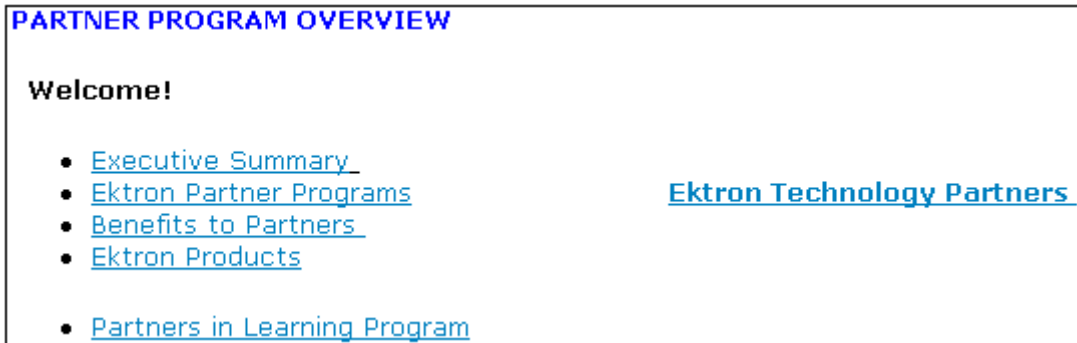 PARTNER PROGRAM OVERVIEW
Welcome!
• Executive Summary
• Ektron Partner Programs
Ektron Technology Partners
• Benefits to Partners
• Ektron Products
• Partners in Learning Program